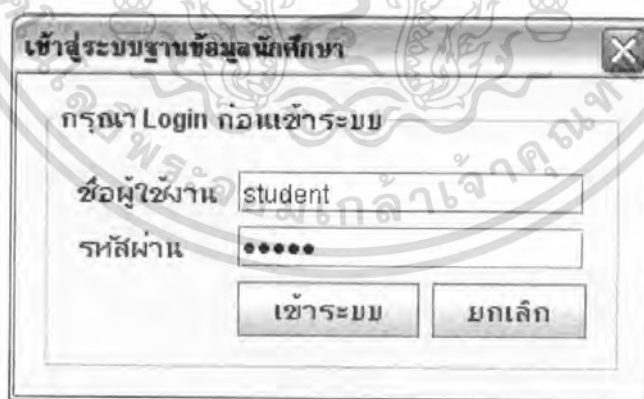 เข้าสู่ระบบฐานข้อมูลนักศึกษา
กรุณา Login ก่อนเข้าระบบ
ชื่อผู้ใช้งาน student
รหัสผ่าน •••••
เข้าระบบ ยกเลิก